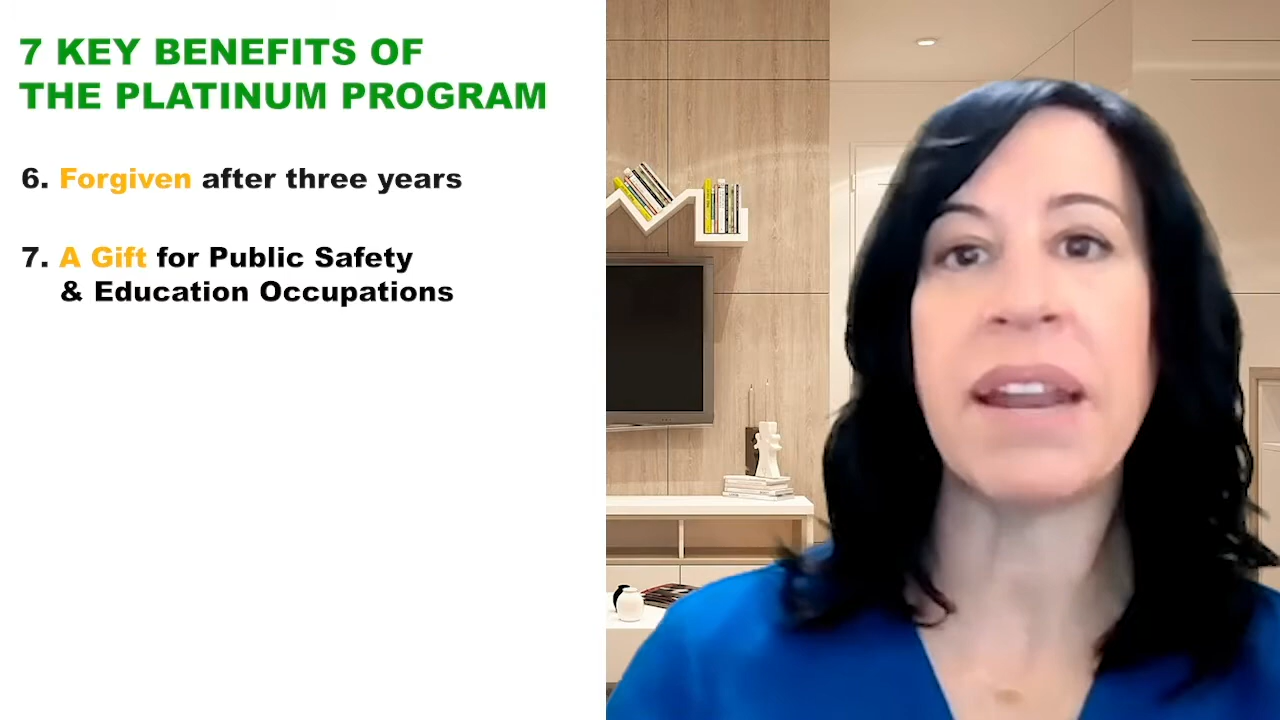 7 KEY BENEFITS OF
THE PLATINUM PROGRAM
6. Forgiven after three years
7. A Gift for Public Safety
& Education Occupations